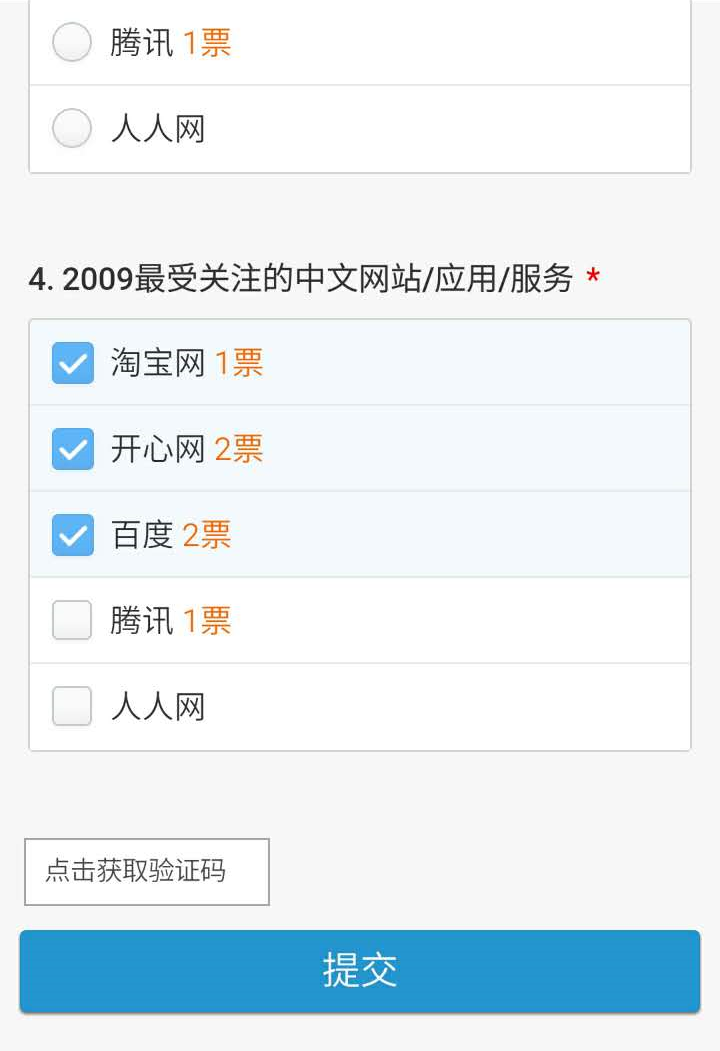 腾讯 1票
人人网
4. 2009最受关注的中文网站/应用/服务 *
淘宝网 1票
开心网 2票
百度 2票
腾讯 1票
人人网
点击获取验证码
提交